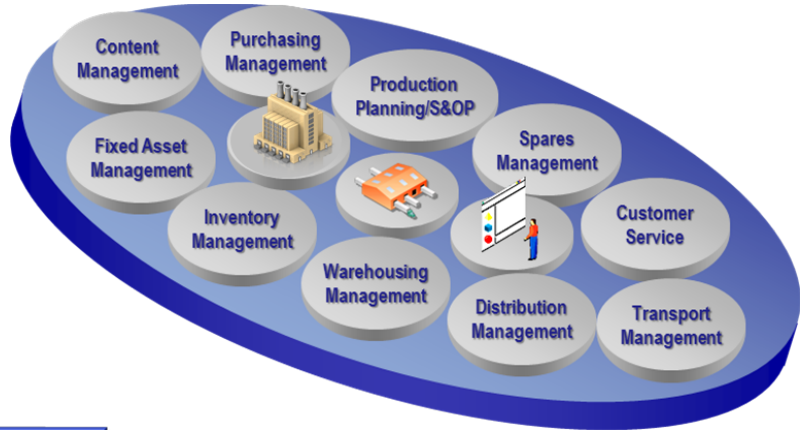 Content
Management
Purchasing
Management
Production
Planning/S&OP
Fixed Asset
Management
Spares
Management
Inventory
Management
Customer
Service
Warehousing
Management
Distribution
Management
Transport
Management